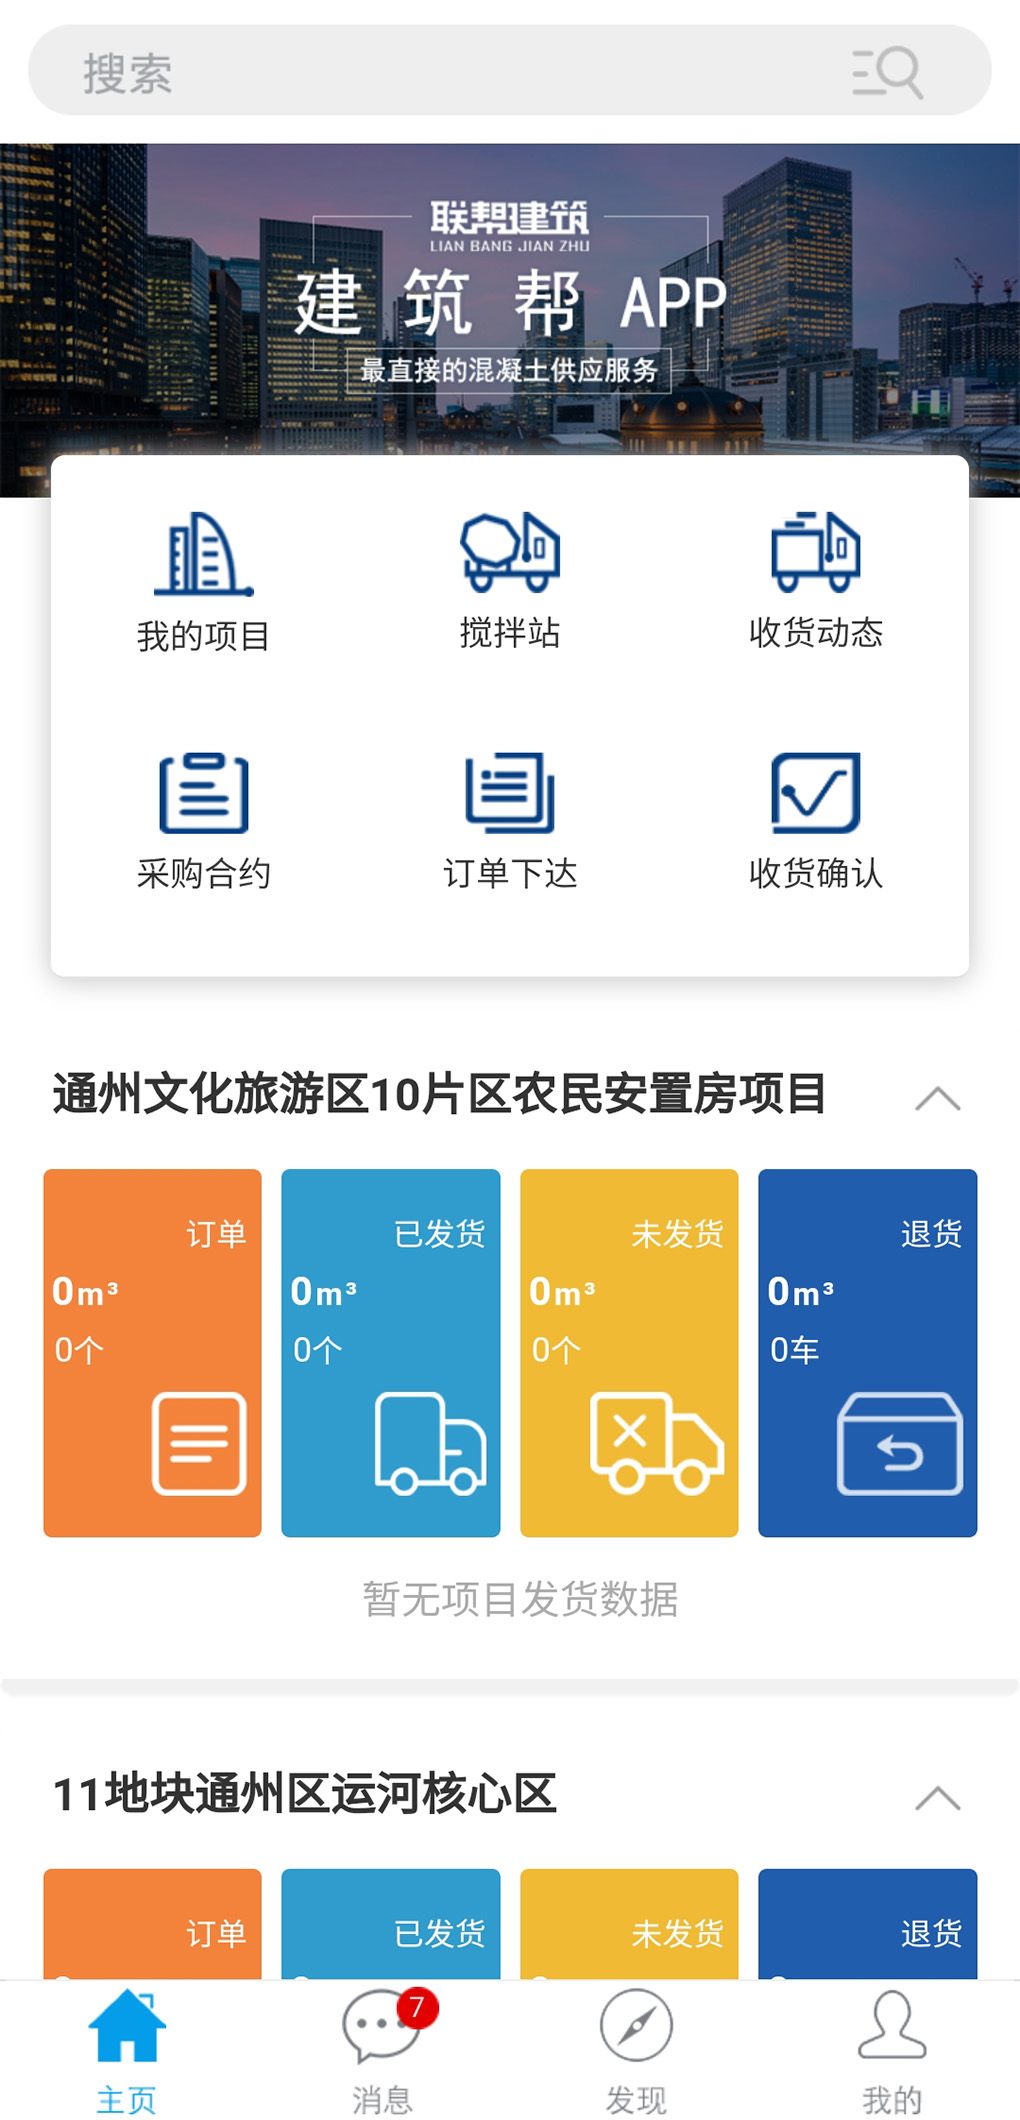 搜索
联帮建筑
LIAN BANG JIAN ZHU
建筑帮 APP
最直接的混凝土供应服务
我的项目 搅拌站 收货动态
采购合约 订单下达 收货确认
通州文化旅游区10片区农民安置房项目
订单 已发货 未发货 退货
0m³ 0m³ 0m³ 0m³
0个 0个 0个 0车
暂无项目发货数据
11地块通州区运河核心区
订单 已发货 未发货 退货
7
主页 消息 发现 我的